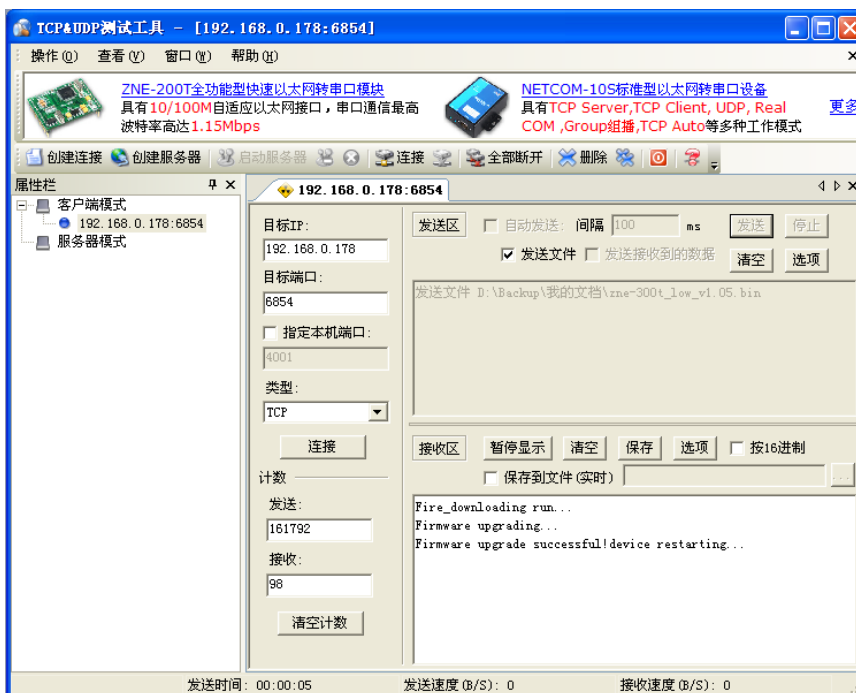 TCP&UDP测试工具 - [192.168.0.178:6854]
操作(O) 查看(V) 窗口(W) 帮助(H)
ZNE-200T全功能型快速以太网转串口模块
具有10/100M自适应以太网接口，串口通信最高
波特率高达1.15Mbps
NETCOM-10S标准型以太网转串口设备
具有TCP Server,TCP Client, UDP, Real
COM ,Group组播,TCP Auto等多种工作模式
更多
创建连接 创建服务器 启动服务器 连接 全部断开 删除
属性栏
客户端模式
192.168.0.178:6854
服务器模式
192.168.0.178:6854
目标IP:
192.168.0.178
目标端口:
6854
指定本机端口:
4001
类型:
TCP
连接
计数
发送:
161792
接收:
98
清空计数
发送区 自动发送: 间隔 100 ms 发送 停止
发送文件 发送接收到的数据 清空 选项
发送文件 D:\Backup\我的文档\zne-300t_low_v1.05.bin
接收区 暂停显示 清空 保存 选项 按16进制
保存到文件(实时) ...
Fire_downloading run...
Firmware upgrading...
Firmware upgrade successful!device restarting...
发送时间: 00:00:05 发送速度(B/S): 0 接收速度(B/S): 0